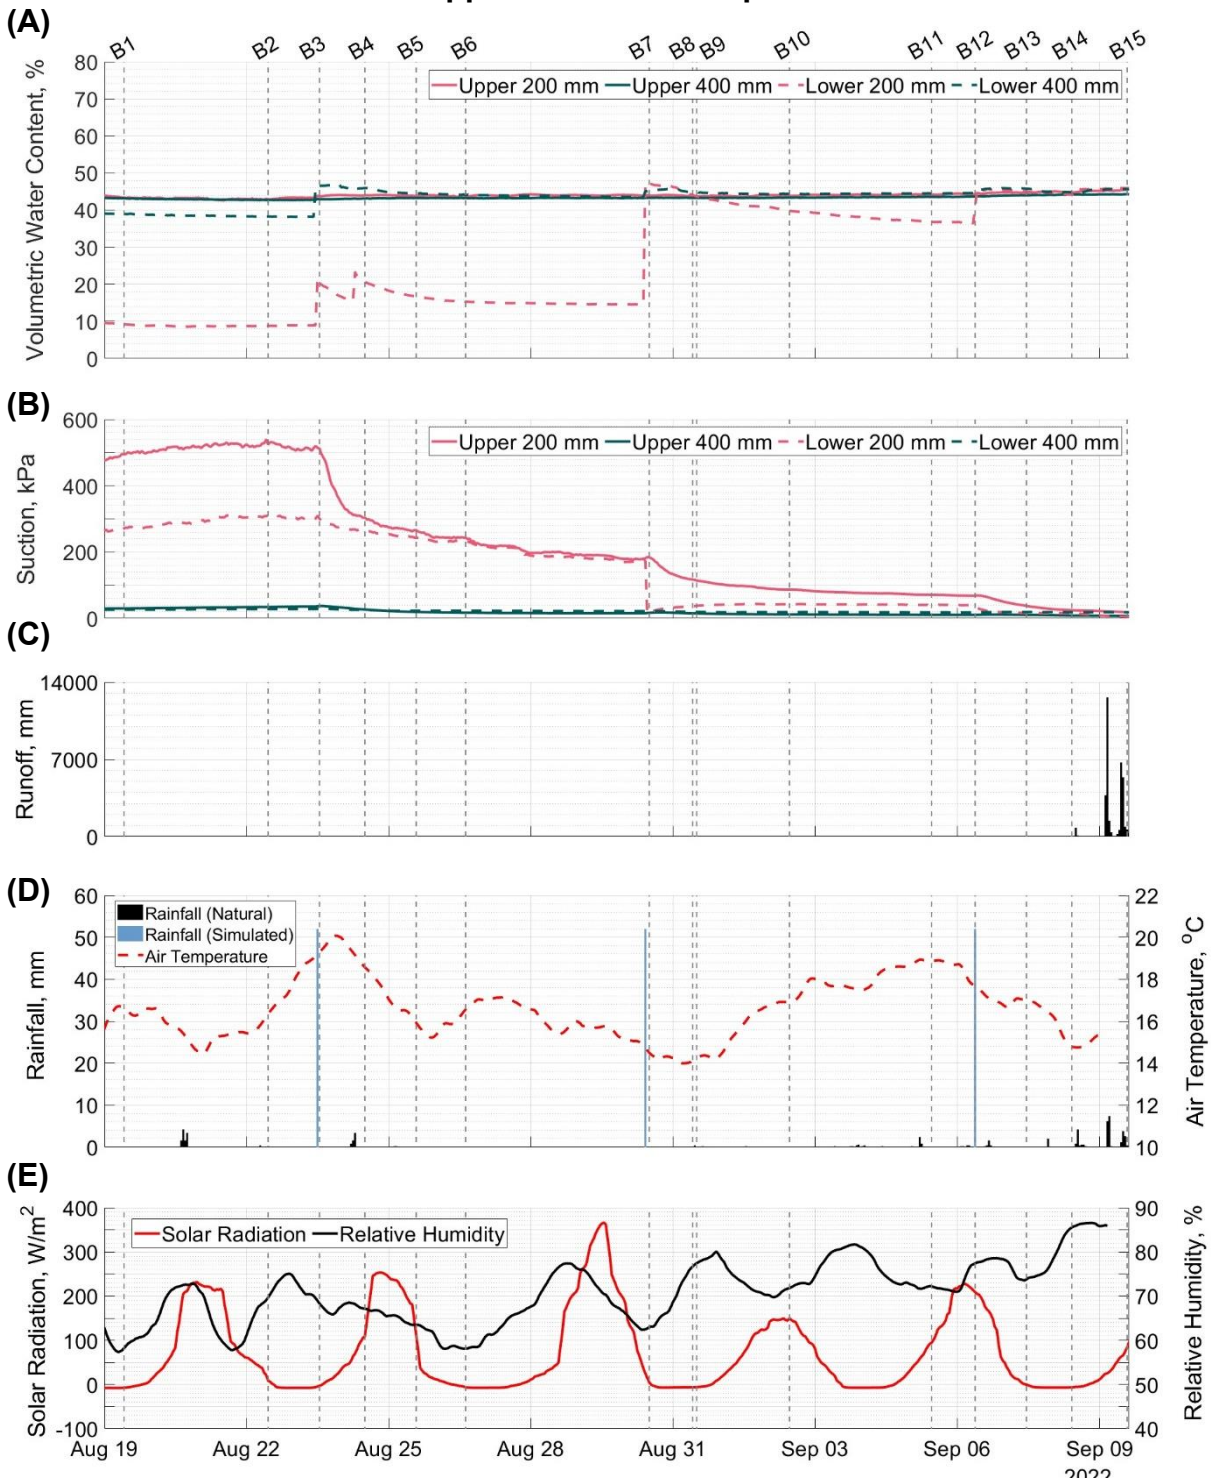 (A)
B1 B2 B3 B4 B5 B6 B7 B8 B9 B10 B11 B12 B13 B14 B15
Volumetric Water Content, %
80
70
60
50
40
30
20
10
0
Upper 200 mm Upper 400 mm Lower 200 mm Lower 400 mm
(B)
Suction, kPa
600
400
200
0
Upper 200 mm Upper 400 mm Lower 200 mm Lower 400 mm
(C)
Runoff, mm
14000
7000
0
(D)
Rainfall, mm
60
50
40
30
20
10
0
Rainfall (Natural)
Rainfall (Simulated)
Air Temperature
22
20
18
16
14
12
10
Air Temperature, °C
(E)
Solar Radiation, W/m²
400
300
200
100
0
-100
Solar Radiation Relative Humidity
90
80
70
60
50
40
Relative Humidity, %
Aug 19 Aug 22 Aug 25 Aug 28 Aug 31 Sep 03 Sep 06 Sep 09
2022